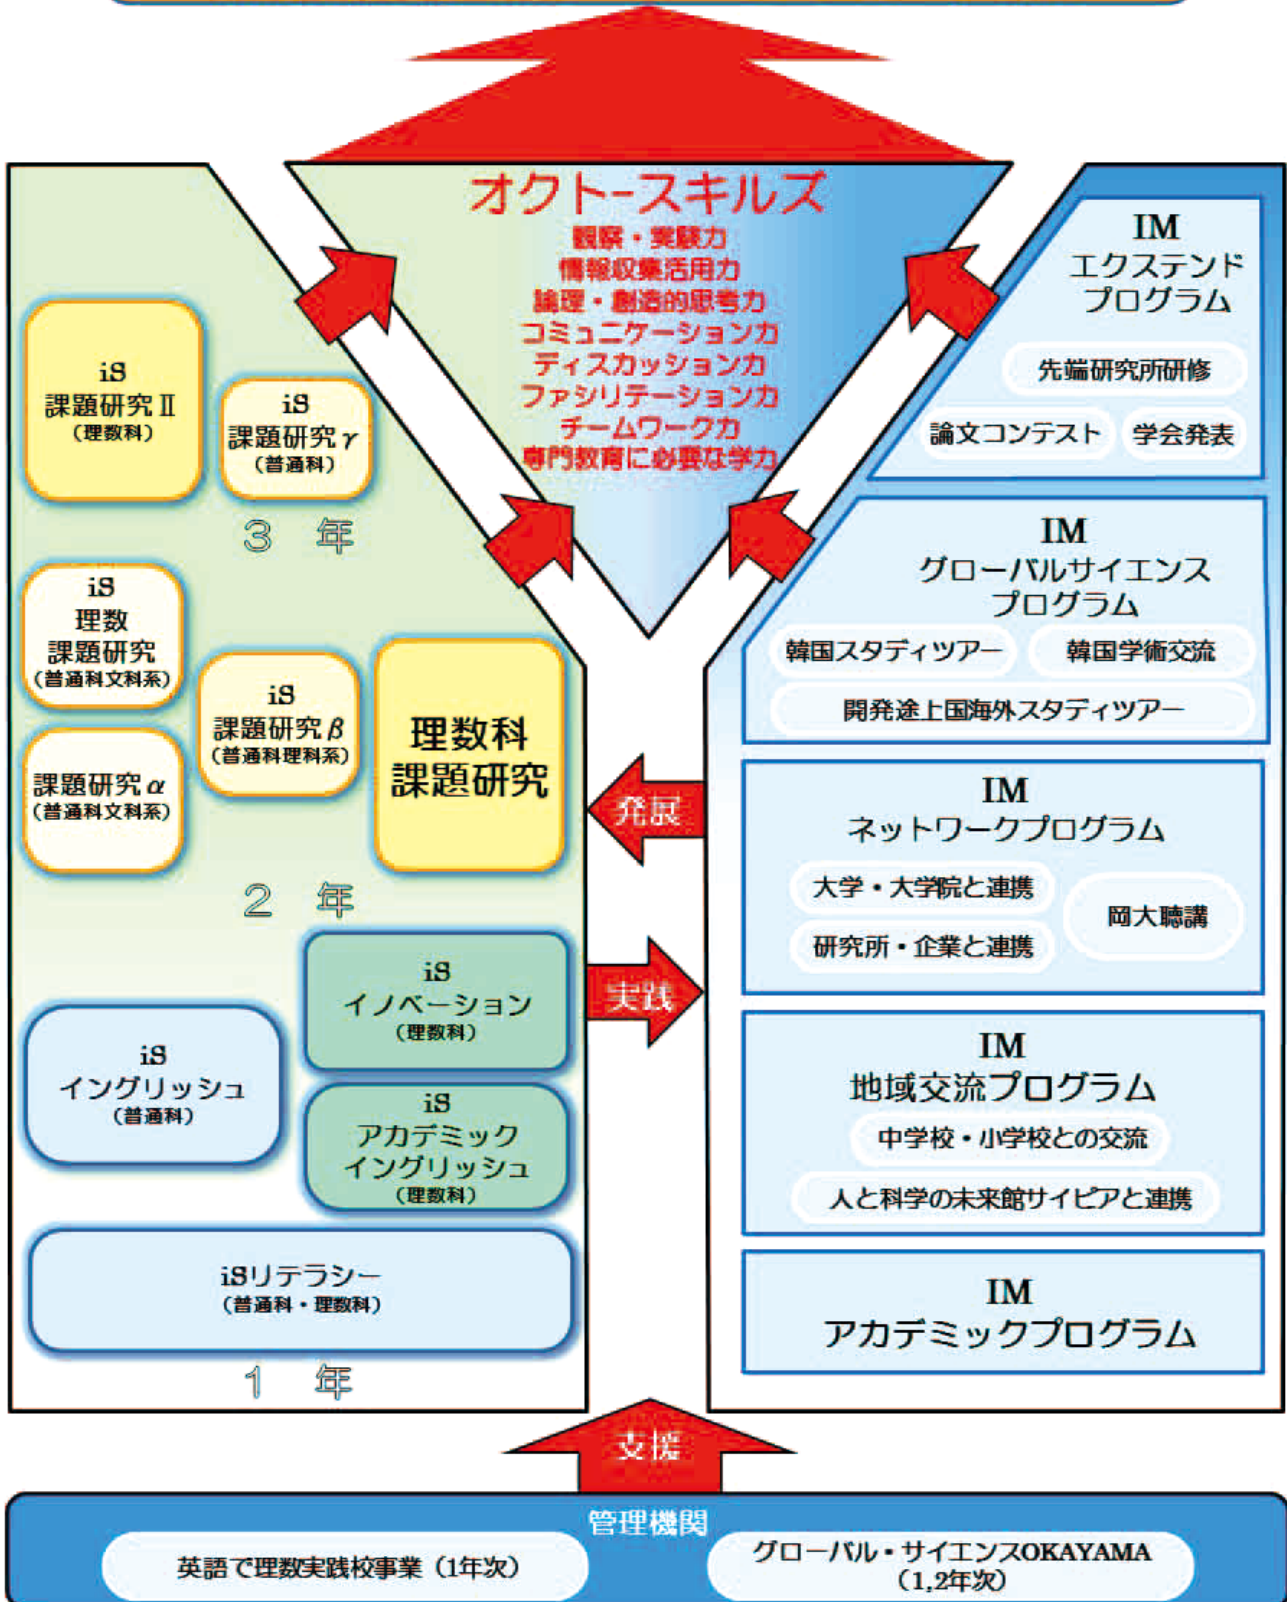 オクトースキルズ
観察・実験力
情報収集活用力
論理・創造的思考力
コミュニケーション力
ディスカッション力
ファシリテーション力
チームワーク力
専門教育に必要な学力
iS
課題研究Ⅱ
(理数科)
iS
課題研究γ
(普通科)
3 年
iS
理数
課題研究
(普通科文科系)
iS
課題研究β
(普通科理科系)
理数科
課題研究
課題研究α
(普通科文科系)
2 年
iS
イノベーション
(理数科)
iS
イングリッシュ
(普通科)
iS
アカデミック
イングリッシュ
(理数科)
iSリテラシー
(普通科・理数科)
1 年
発展
実践
IM
エクステンド
プログラム
先端研究所研修
論文コンテスト 学会発表
IM
グローバルサイエンス
プログラム
韓国スタディツアー 韓国学術交流
開発途上国海外スタディツアー
IM
ネットワークプログラム
大学・大学院と連携
岡大聴講
研究所・企業と連携
IM
地域交流プログラム
中学校・小学校との交流
人と科学の未来館サイピアと連携
IM
アカデミックプログラム
支援
管理機関
英語で理数実践校事業（1年次）
グローバル・サイエンスOKAYAMA
（1,2年次）